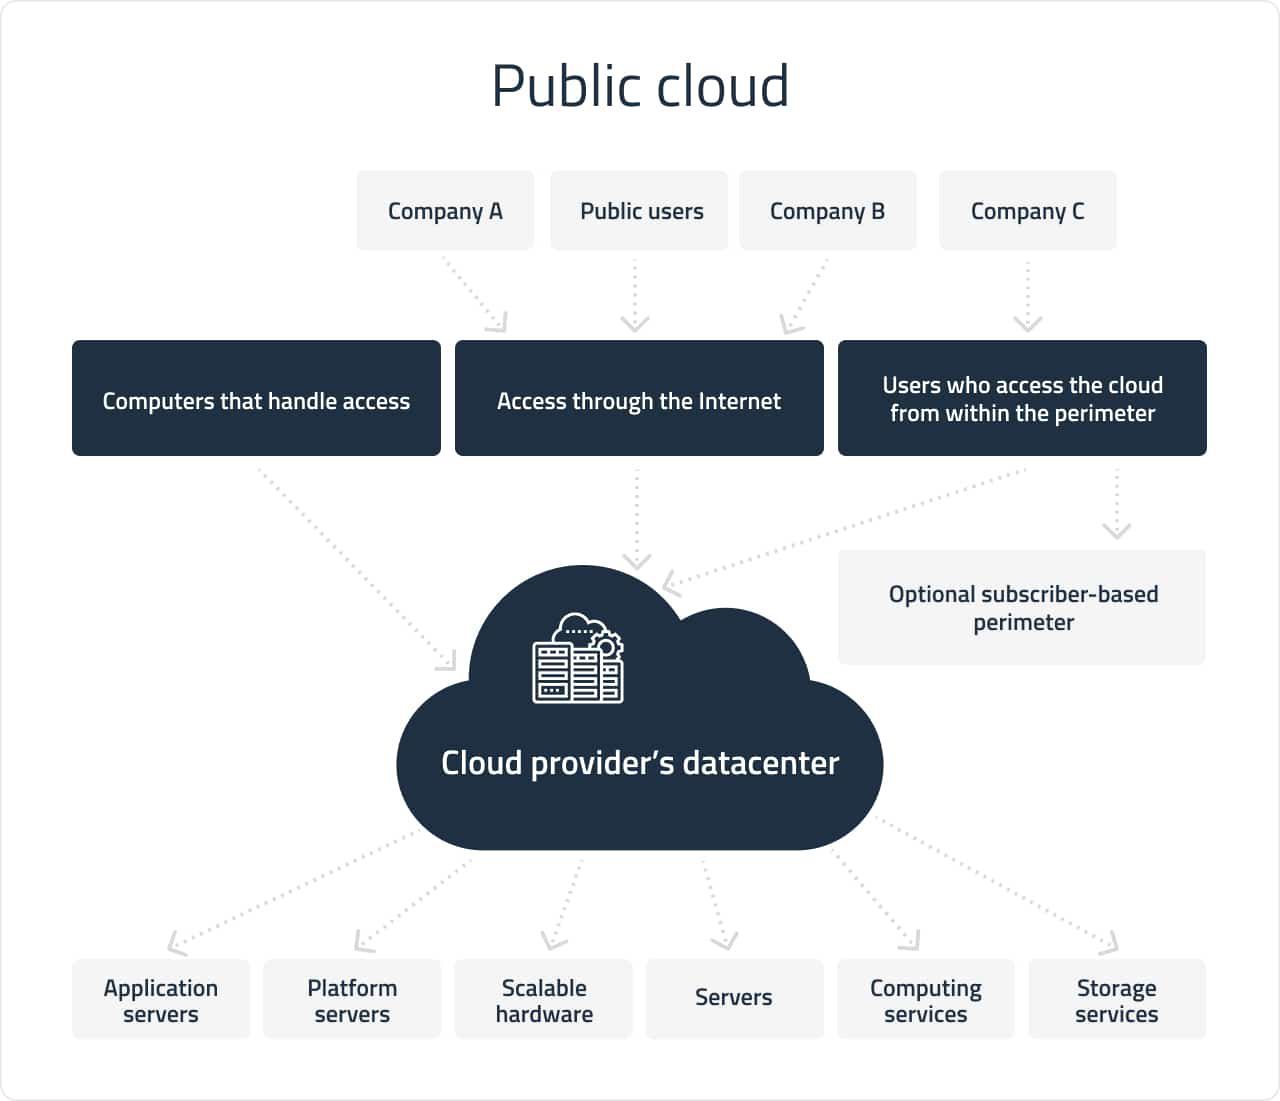 Public cloud
Company A
Public users
Company B
Company C
Computers that handle access
Access through the Internet
Users who access the cloud
from within the perimeter
Optional subscriber-based
perimeter
Cloud provider’s datacenter
Application
servers
Platform
servers
Scalable
hardware
Servers
Computing
services
Storage
services